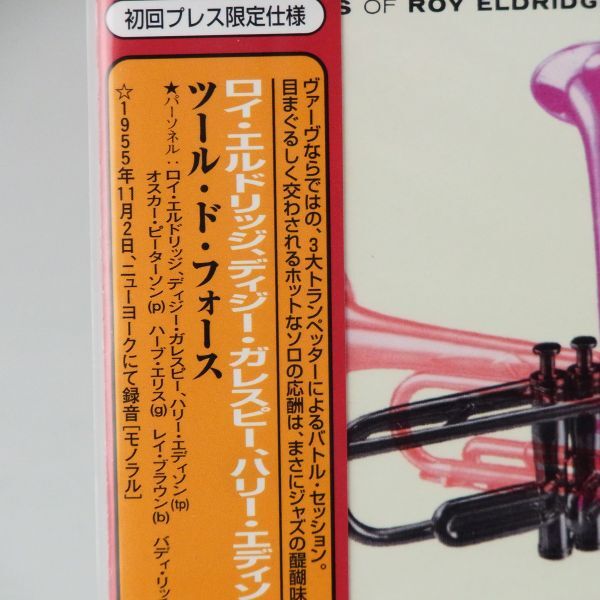 初回プレス限定仕様
S OF ROY ELDRIDG
ヴァーヴならではの、3大トランペッターによるバトル・セッション。
目まぐるしく交わされるホットなソロの応酬は、まさにジャズの醍醐味
ロイ・エルドリッジ、ディジー・ガレスピー、ハリー・エディソン
ツール・ド・フォース
★パーソネル:ロイ・エルドリッジ、ディジー・ガレスピー、ハリー・エディソン(tp)
オスカー・ピーターソン(p) ハーブ・エリス(g) レイ・ブラウン(b) バディ・リッ
☆1955年11月2日、ニューヨークにて録音[モノラル]